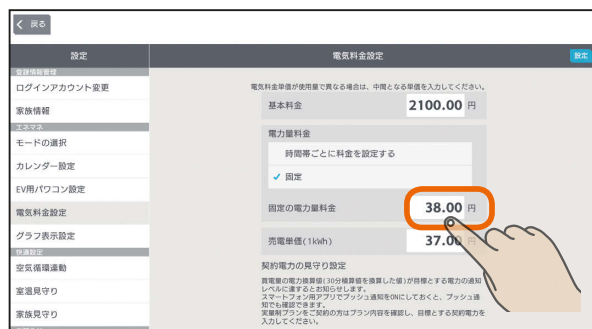 戻る
設定
電気料金設定
設定
登録情報管理
ログインアカウント変更
家族情報
エネマネ
モードの選択
カレンダー設定
EV用パワコン設定
電気料金設定
グラフ表示設定
快適設定
空気循環連動
室温見守り
家族見守り
電気料金単価が使用量で異なる場合は、中間となる単価を入力してください。
基本料金 2100.00 円
電力量料金
時間帯ごとに料金を設定する
✓ 固定
固定の電力量料金 38.00 円
売電単価(1kWh) 37.0
契約電力の見守り設定
買電量の電力換算値(30分積算値を換算した値)が目標とする電力の通知
レベルに達するとお知らせします。
スマートフォン用アプリでプッシュ通知をONにしておくと、プッシュ通
知でも確認できます。
実量制プランをご契約の方はプラン内容を確認し、目標とする契約電力を
入力してください。